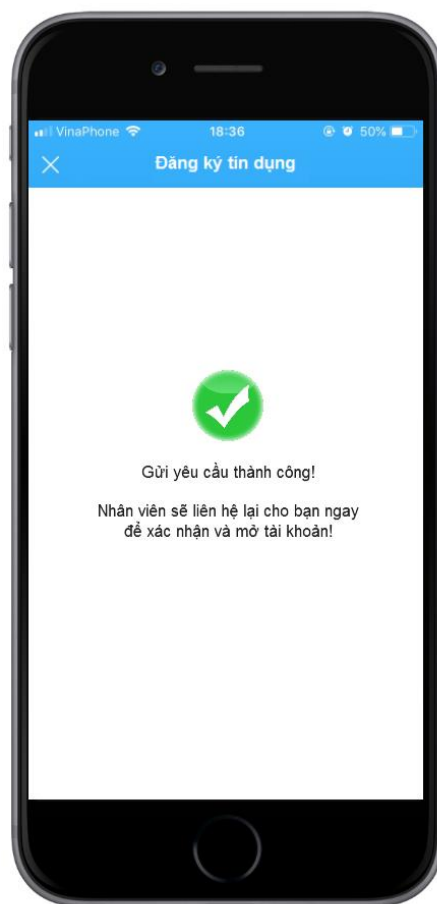 VinaPhone 18:36 50%
Đăng ký tín dụng
Gửi yêu cầu thành công!
Nhân viên sẽ liên hệ lại cho bạn ngay
để xác nhận và mở tài khoản!